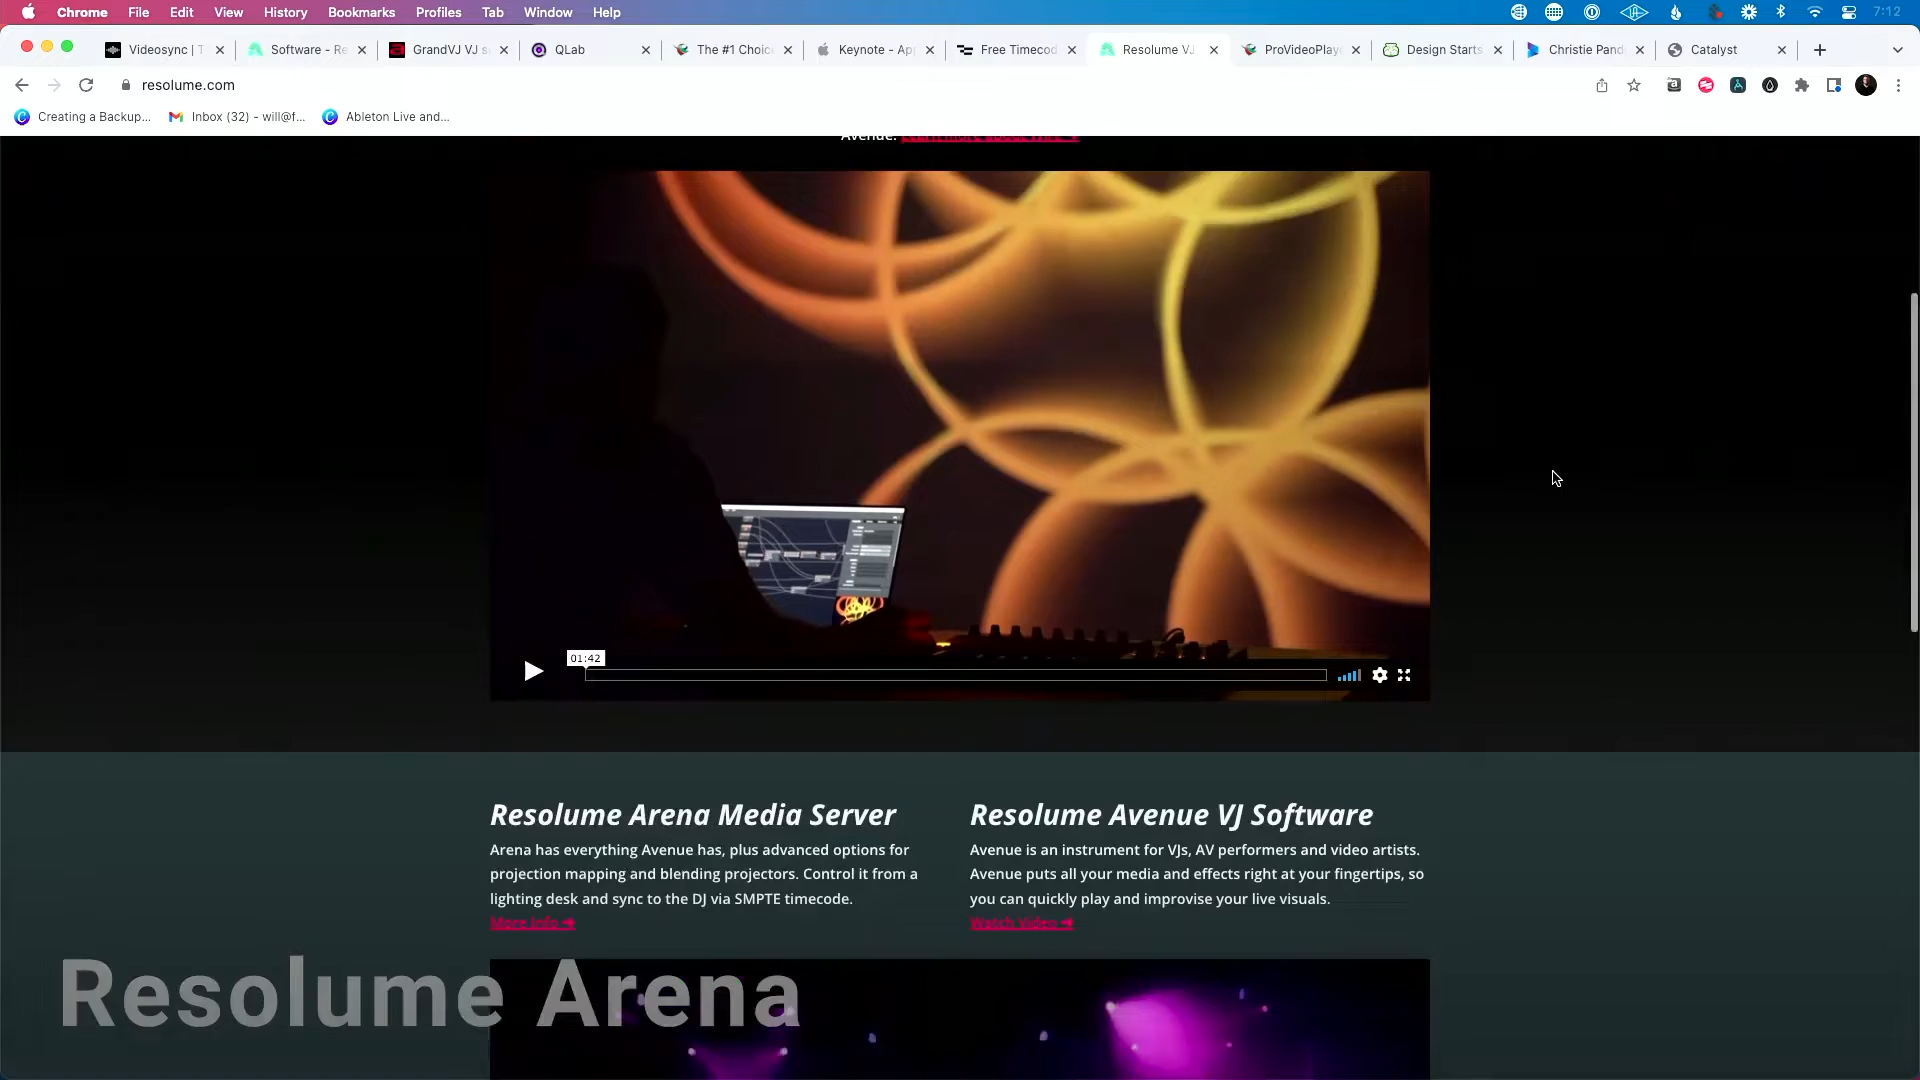 Chrome File Edit View History Bookmarks Profiles Tab Window Help 7:12
Videosync | T Software - Re GrandVJ VJ s QLab The #1 Choic Keynote - App Free Timecod Resolume VJ ProVideoPlay Design Starts Christie Pand Catalyst
resolume.com
Creating a Backup... Inbox (32) - will@f... Ableton Live and...
Avenue.
01:42
Resolume Arena Media Server
Arena has everything Avenue has, plus advanced options for
projection mapping and blending projectors. Control it from a
lighting desk and sync to the DJ via SMPTE timecode.
More Info
Resolume Avenue VJ Software
Avenue is an instrument for VJs, AV performers and video artists.
Avenue puts all your media and effects right at your fingertips, so
you can quickly play and improvise your live visuals.
Watch Video
Resolume Arena